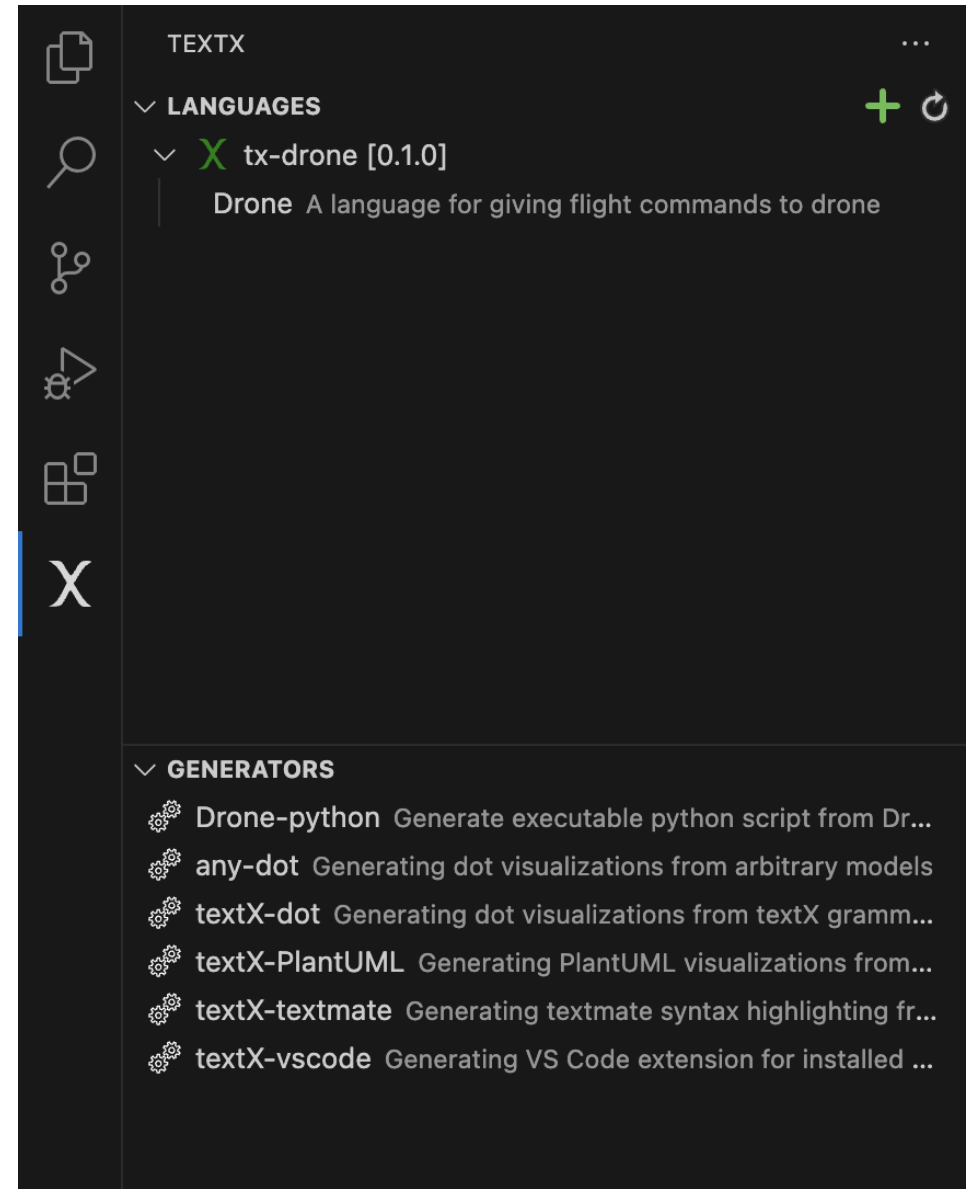 TEXTX
LANGUAGES
tx-drone [0.1.0]
Drone A language for giving flight commands to drone
GENERATORS
Drone-python Generate executable python script from Dr...
any-dot Generating dot visualizations from arbitrary models
textX-dot Generating dot visualizations from textX gramm...
textX-PlantUML Generating PlantUML visualizations from...
textX-textmate Generating textmate syntax highlighting fr...
textX-vscode Generating VS Code extension for installed ...